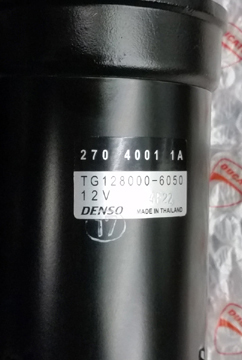 270 4001 1A
TG128000-6050
12V
DENSO MADE IN THAILAND